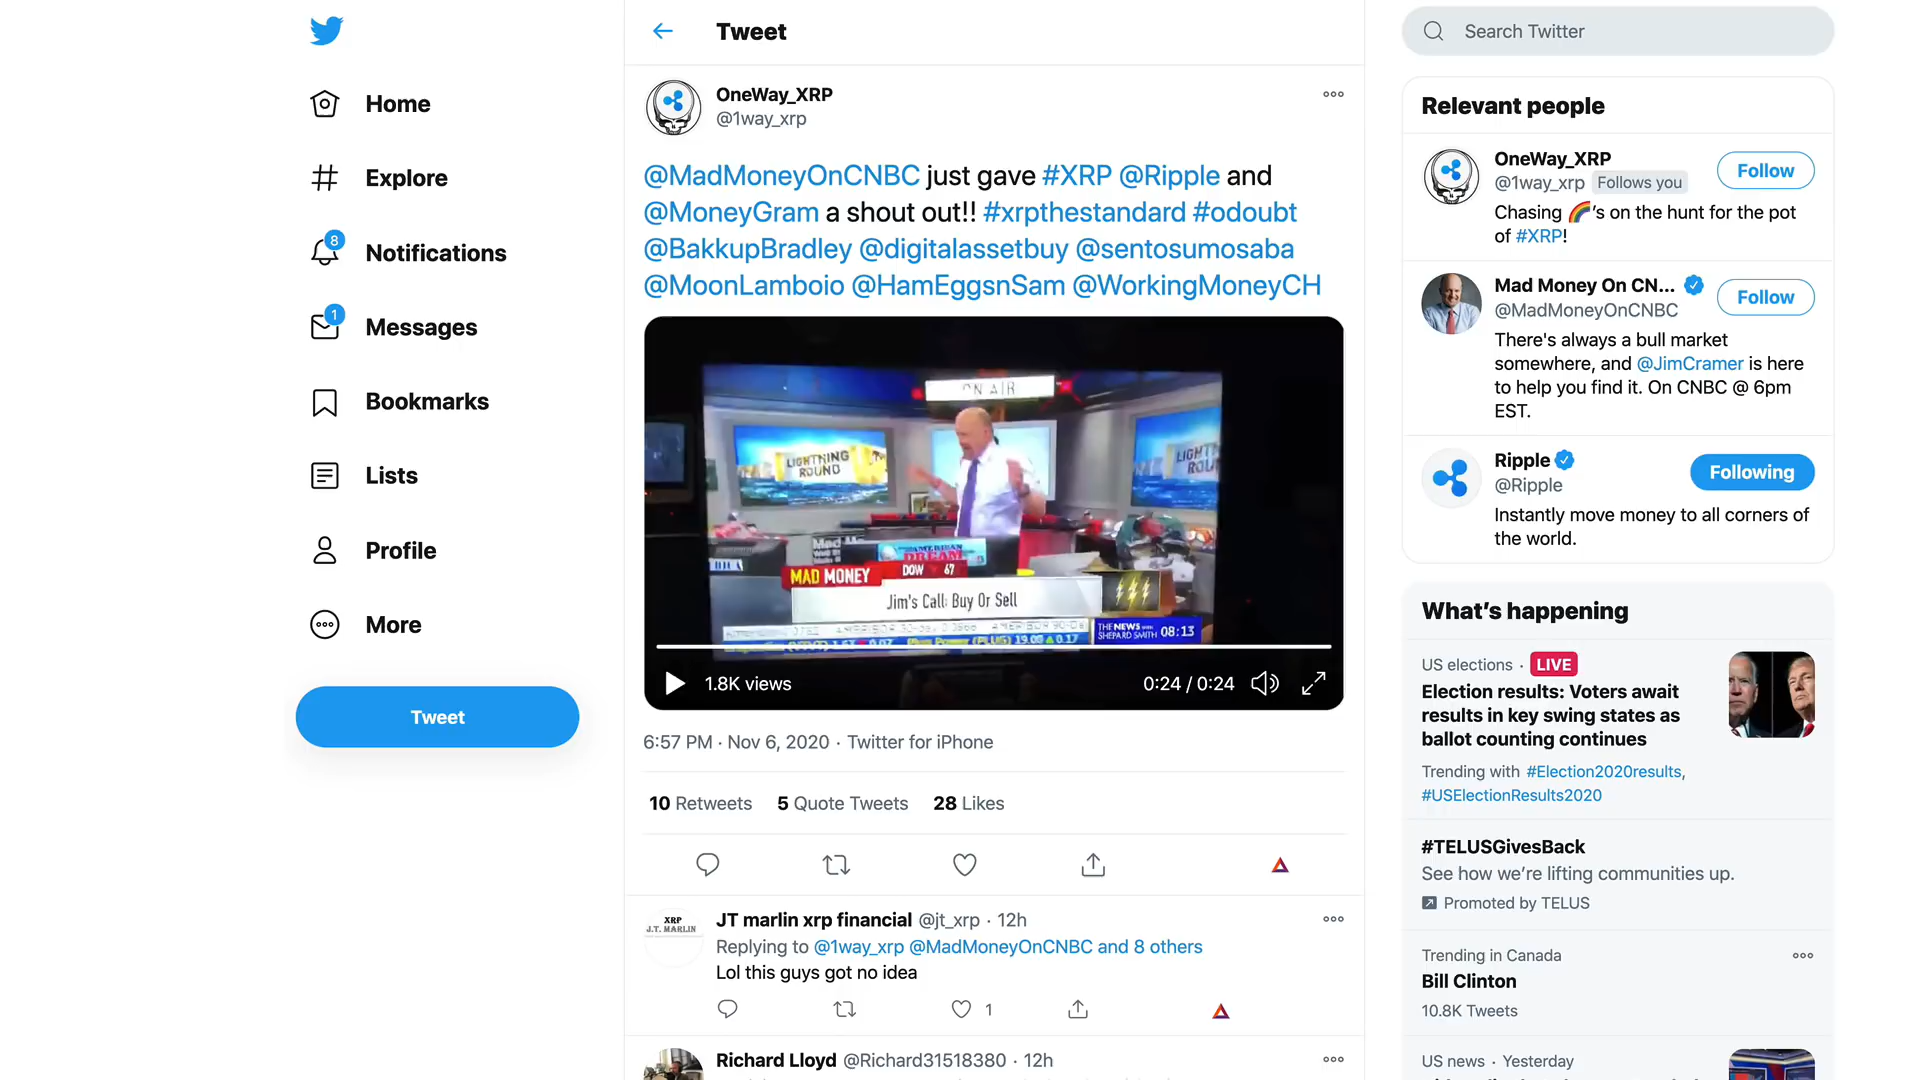 Tweet
Search Twitter
Home
Explore
8
Notifications
1
Messages
Bookmarks
Lists
Profile
More
Tweet
OneWay_XRP
@1way_xrp
@MadMoneyOnCNBC just gave #XRP @Ripple and
@MoneyGram a shout out!! #xrpthestandard #odoubt
@BakkupBradley @digitalassetbuy @sentosumosaba
@MoonLamboio @HamEggsnSam @WorkingMoneyCH
ON AIR
LIGHTNING
ROUND
AMERICAN
DREAM
MAD MONEY
DOW 67
Jim's Call: Buy Or Sell
THE NEWS WITH
SHEPARD SMITH 08:13
(PLUG) 19.08 ▲ 0.17
1.8K views
0:24 / 0:24
6:57 PM · Nov 6, 2020 · Twitter for iPhone
10 Retweets 5 Quote Tweets 28 Likes
XRP
J.T. MARLIN
JT marlin xrp financial @jt_xrp · 12h
Replying to @1way_xrp @MadMoneyOnCNBC and 8 others
Lol this guys got no idea
1
Richard Lloyd @Richard31518380 · 12h
Relevant people
OneWay_XRP
@1way_xrp Follows you
Follow
Chasing 🌈's on the hunt for the pot
of #XRP!
Mad Money On CN...
@MadMoneyOnCNBC
Follow
There's always a bull market
somewhere, and @JimCramer is here
to help you find it. On CNBC @ 6pm
EST.
Ripple
@Ripple
Following
Instantly move money to all corners of
the world.
What's happening
US elections · LIVE
Election results: Voters await
results in key swing states as
ballot counting continues
Trending with #Election2020results,
#USElectionResults2020
#TELUSGivesBack
See how we're lifting communities up.
Promoted by TELUS
Trending in Canada
Bill Clinton
10.8K Tweets
US news · Yesterday